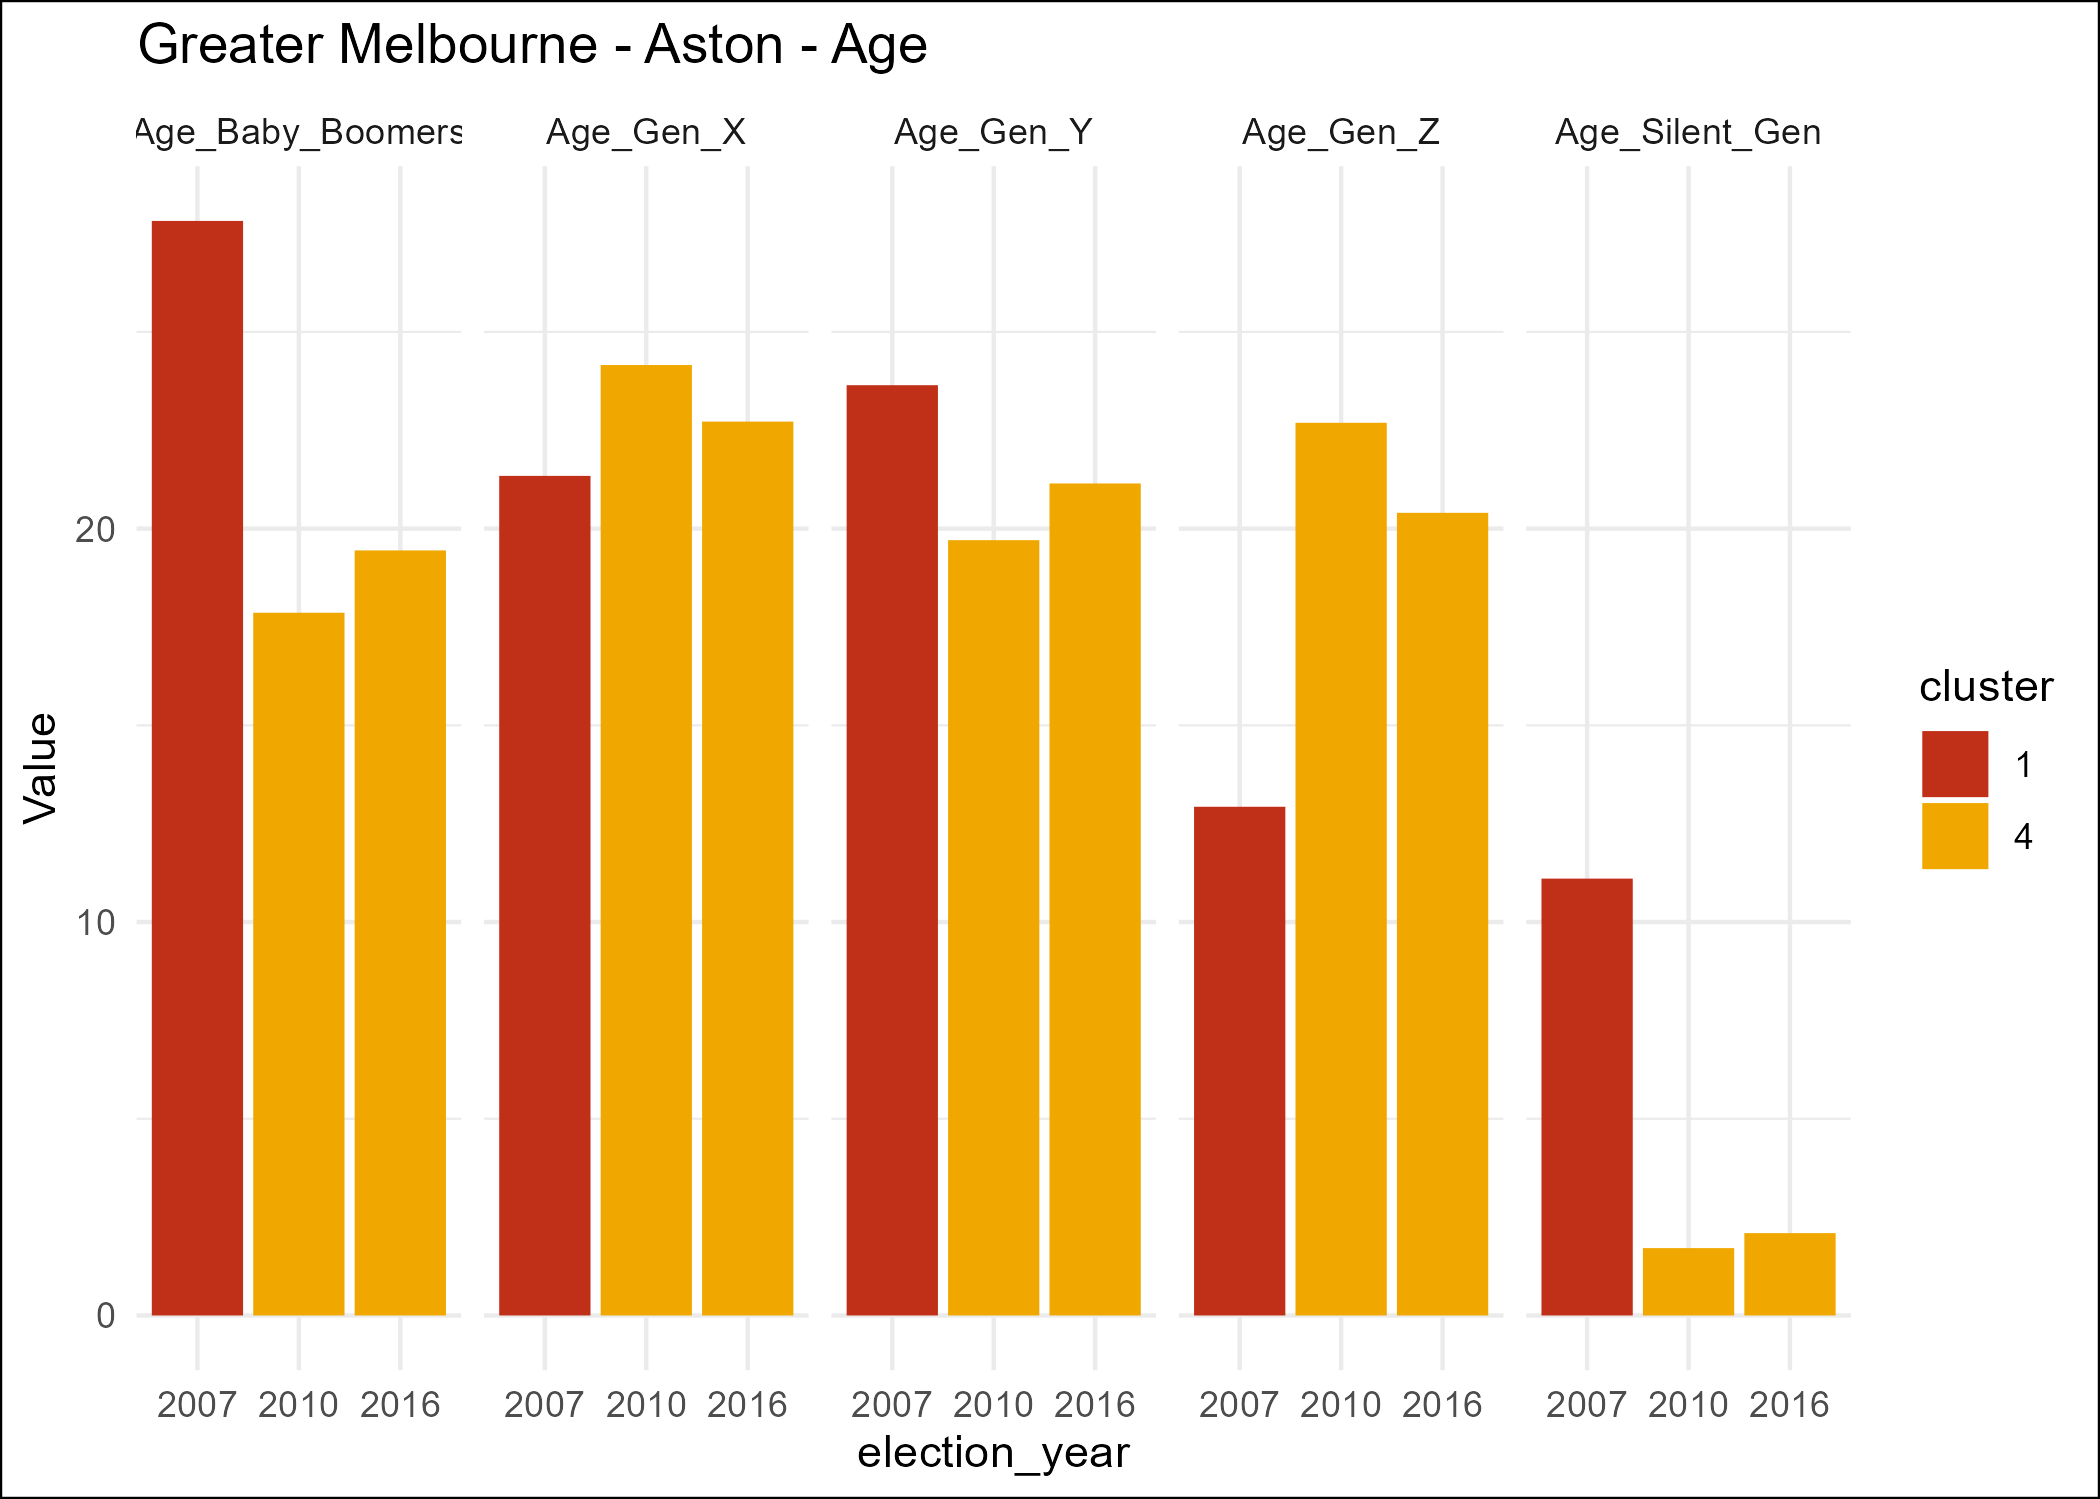 Greater Melbourne - Aston - Age
Age_Baby_Boomers Age_Gen_X Age_Gen_Y Age_Gen_Z Age_Silent_Gen
20
10
0
Value
2007 2010 2016 2007 2010 2016 2007 2010 2016 2007 2010 2016 2007 2010 2016
election_year
cluster
1
4